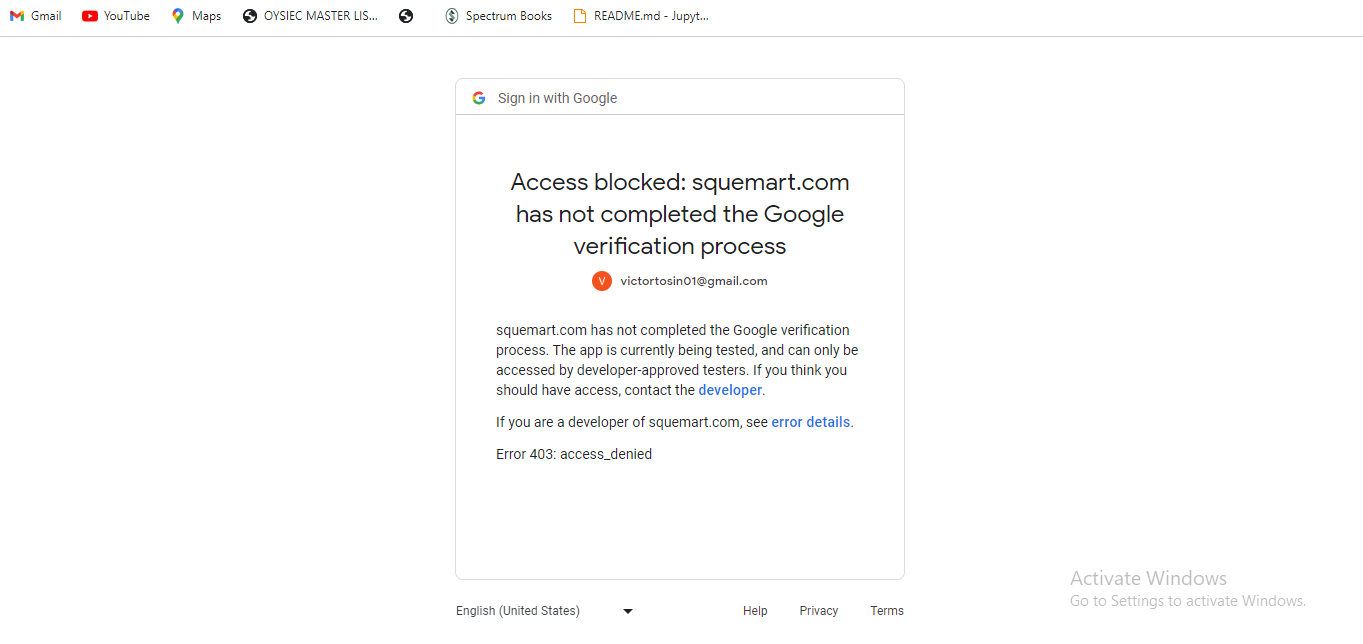 Gmail YouTube Maps OYSIEC MASTER LIS... Spectrum Books README.md - Jupyt...
Sign in with Google
Access blocked: squemart.com
has not completed the Google
verification process
V victortosin01@gmail.com
squemart.com has not completed the Google verification
process. The app is currently being tested, and can only be
accessed by developer-approved testers. If you think you
should have access, contact the developer.
If you are a developer of squemart.com, see error details.
Error 403: access_denied
Activate Windows
Go to Settings to activate Windows.
English (United States) Help Privacy Terms